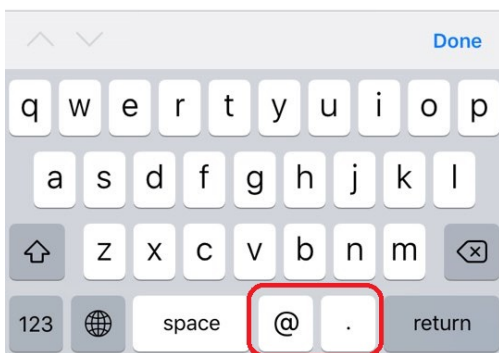 Done
q w e r t y u i o p
a s d f g h j k l
z x c v b n m
123 space @ . return